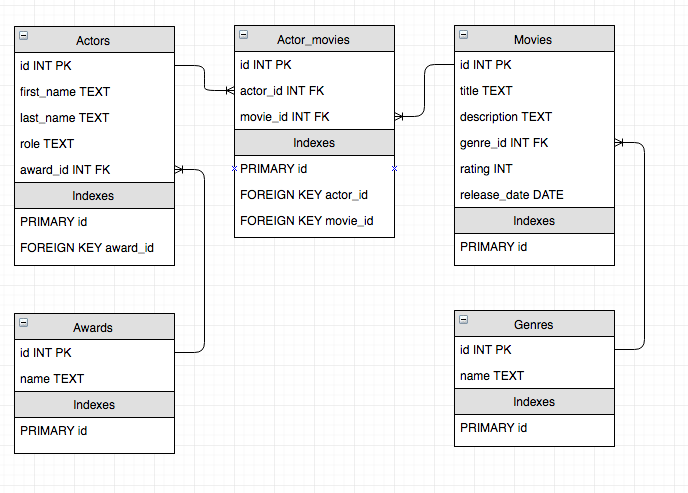 Actors
id INT PK
first_name TEXT
last_name TEXT
role TEXT
award_id INT FK
Indexes
PRIMARY id
FOREIGN KEY award_id
Actor_movies
id INT PK
actor_id INT FK
movie_id INT FK
Indexes
PRIMARY id
FOREIGN KEY actor_id
FOREIGN KEY movie_id
Movies
id INT PK
title TEXT
description TEXT
genre_id INT FK
rating INT
release_date DATE
Indexes
PRIMARY id
Awards
id INT PK
name TEXT
Indexes
PRIMARY id
Genres
id INT PK
name TEXT
Indexes
PRIMARY id